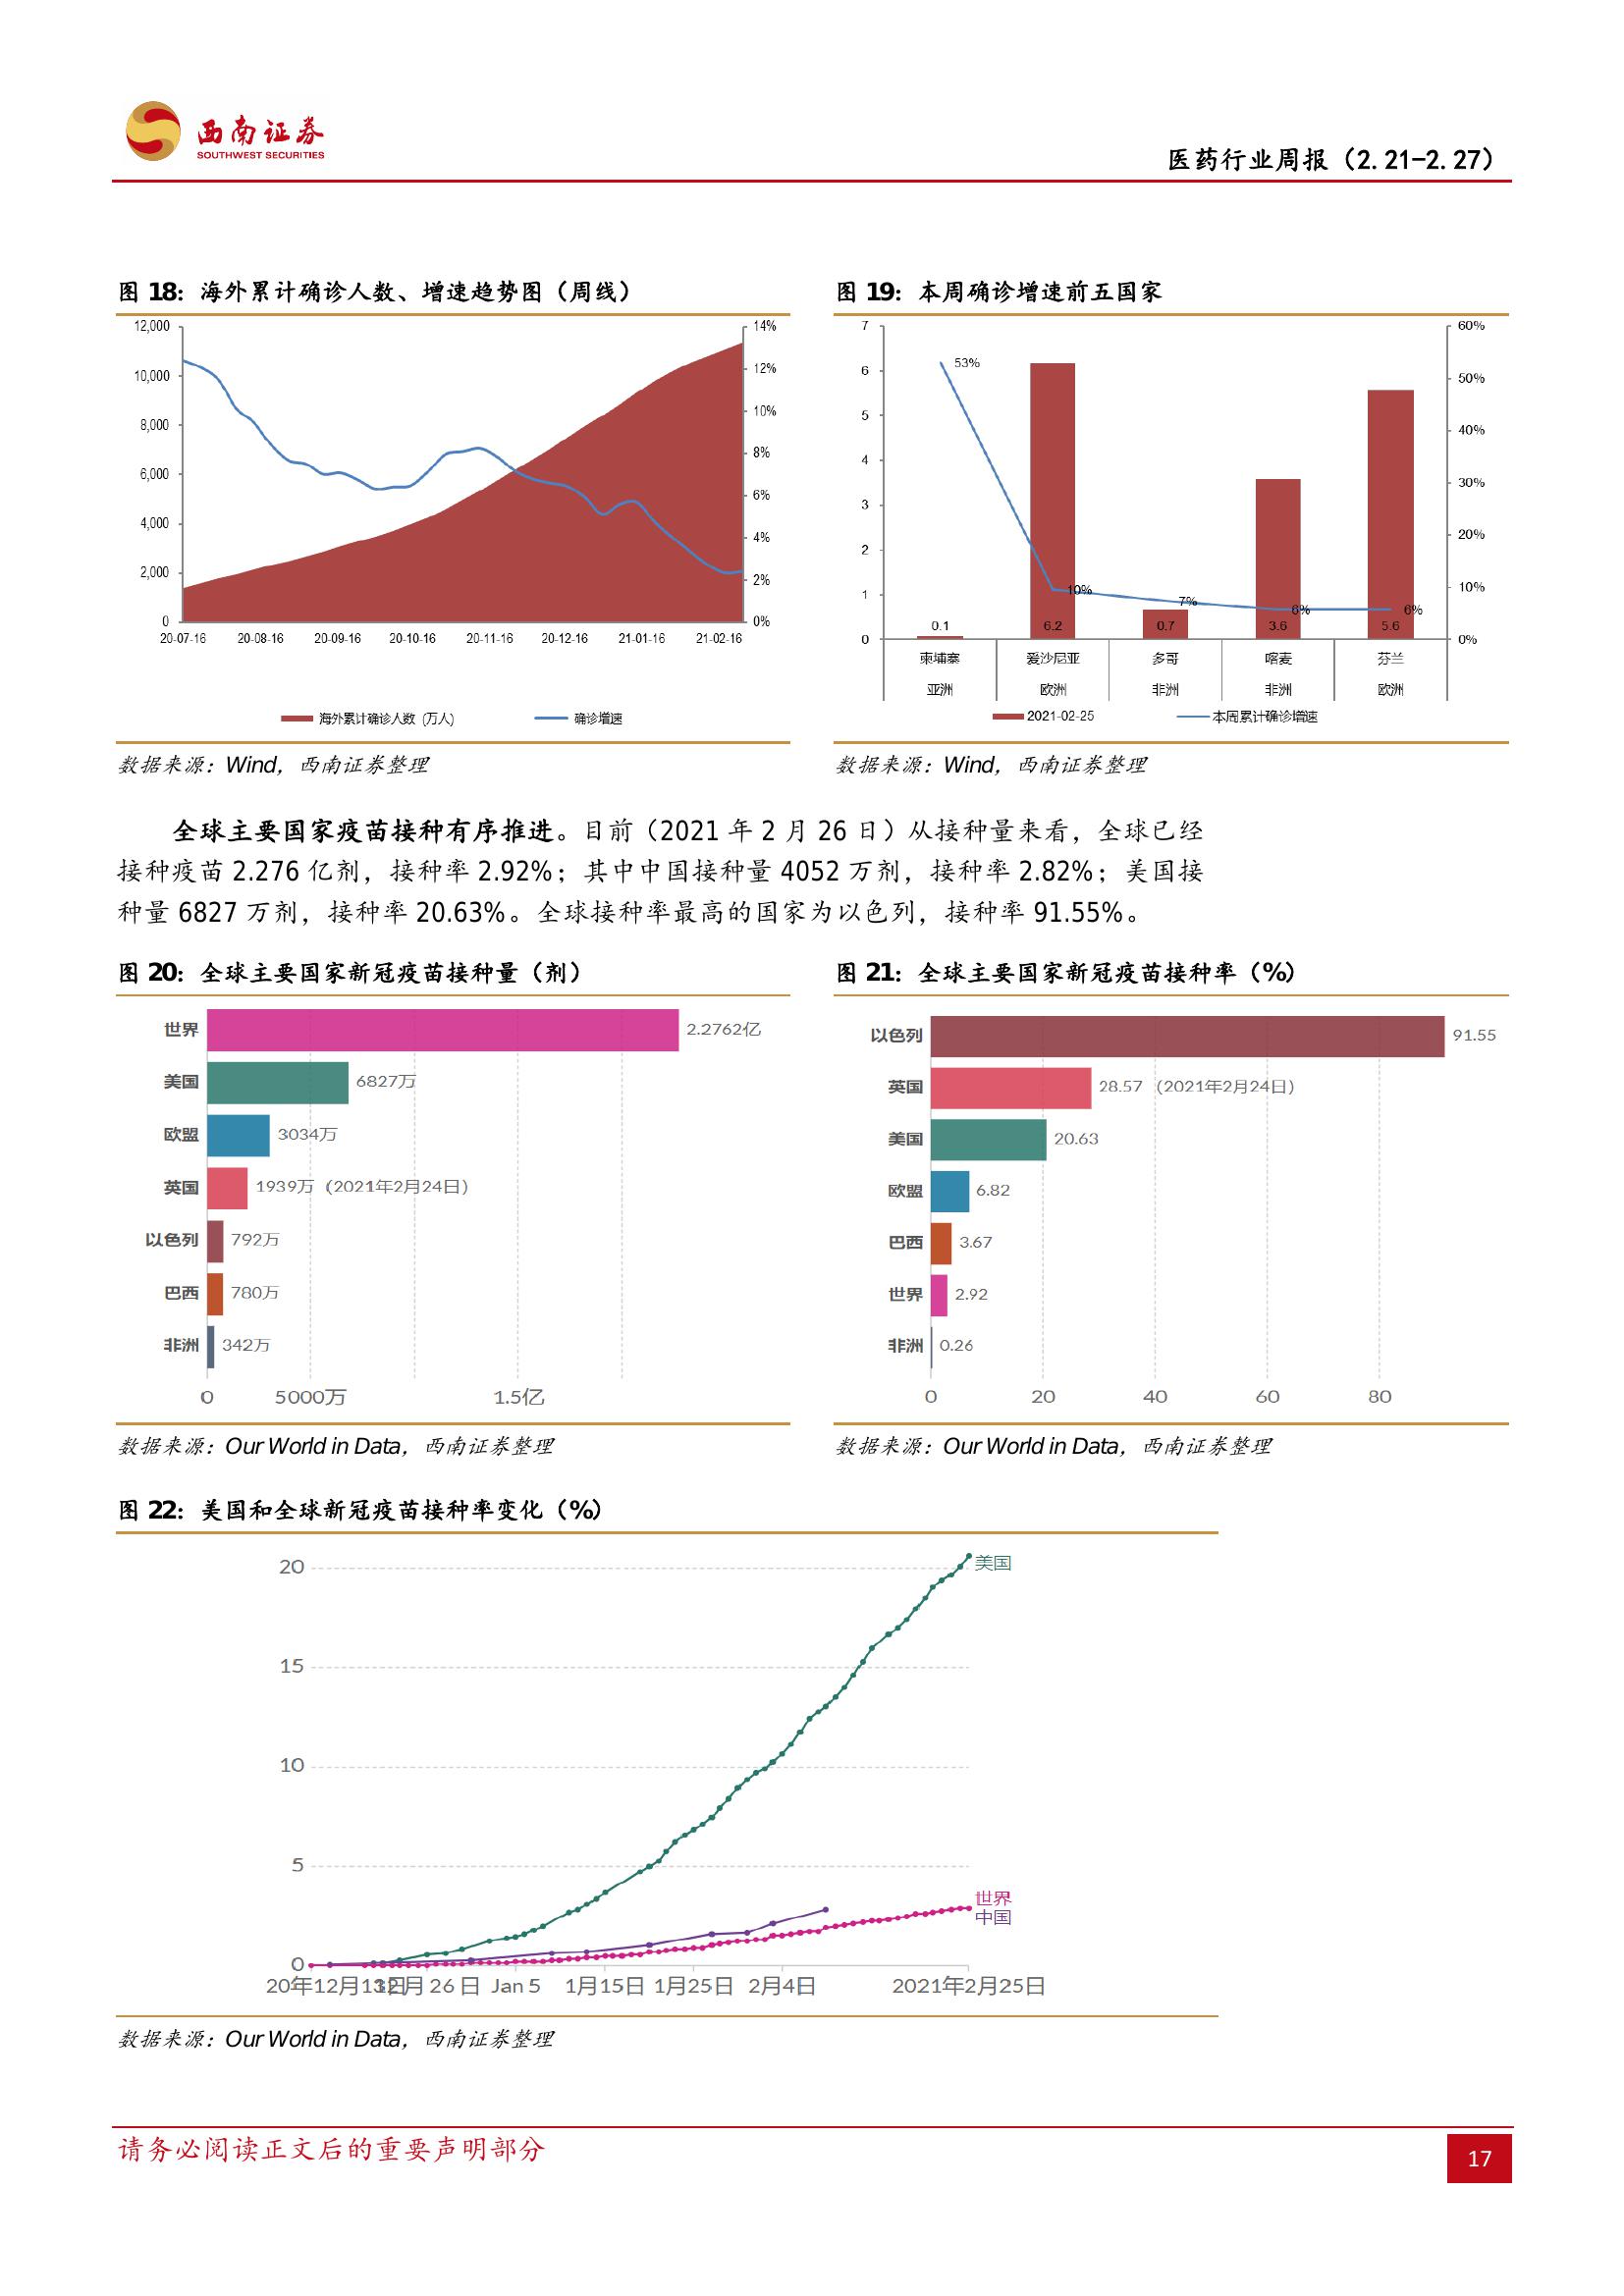 西南证券
SOUTHWEST SECURITIES
医药行业周报（2.21-2.27）
图 18：海外累计确诊人数、增速趋势图（周线）
12,000
10,000
8,000
6,000
4,000
2,000
0
14%
12%
10%
8%
6%
4%
2%
0%
20-07-16 20-08-16 20-09-16 20-10-16 20-11-16 20-12-16 21-01-16 21-02-16
海外累计确诊人数（万人） 确诊增速
数据来源：Wind，西南证券整理
图 19：本周确诊增速前五国家
7
6
5
4
3
2
1
0
60%
50%
40%
30%
20%
10%
0%
53%
10%
7%
6%
6%
0.1 6.2 0.7 3.6 5.6
柬埔寨 爱沙尼亚 多哥 喀麦 芬兰
亚洲 欧洲 非洲 非洲 欧洲
2021-02-25 本周累计确诊增速
数据来源：Wind，西南证券整理
全球主要国家疫苗接种有序推进。目前（2021 年 2 月 26 日）从接种量来看，全球已经
接种疫苗 2.276 亿剂，接种率 2.92%；其中中国接种量 4052 万剂，接种率 2.82%；美国接
种量 6827 万剂，接种率 20.63%。全球接种率最高的国家为以色列，接种率 91.55%。
图 20：全球主要国家新冠疫苗接种量（剂）
世界 2.2762亿
美国 6827万
欧盟 3034万
英国 1939万（2021年2月24日）
以色列 792万
巴西 780万
非洲 342万
0 5000万 1.5亿
数据来源：Our World in Data，西南证券整理
图 21：全球主要国家新冠疫苗接种率（%）
以色列 91.55
英国 28.57（2021年2月24日）
美国 20.63
欧盟 6.82
巴西 3.67
世界 2.92
非洲 0.26
0 20 40 60 80
数据来源：Our World in Data，西南证券整理
图 22：美国和全球新冠疫苗接种率变化（%）
20
15
10
5
0
美国
世界
中国
20年12月13日 12月 26 日 Jan 5 1月15日 1月25日 2月4日 2021年2月25日
数据来源：Our World in Data，西南证券整理
请务必阅读正文后的重要声明部分
17